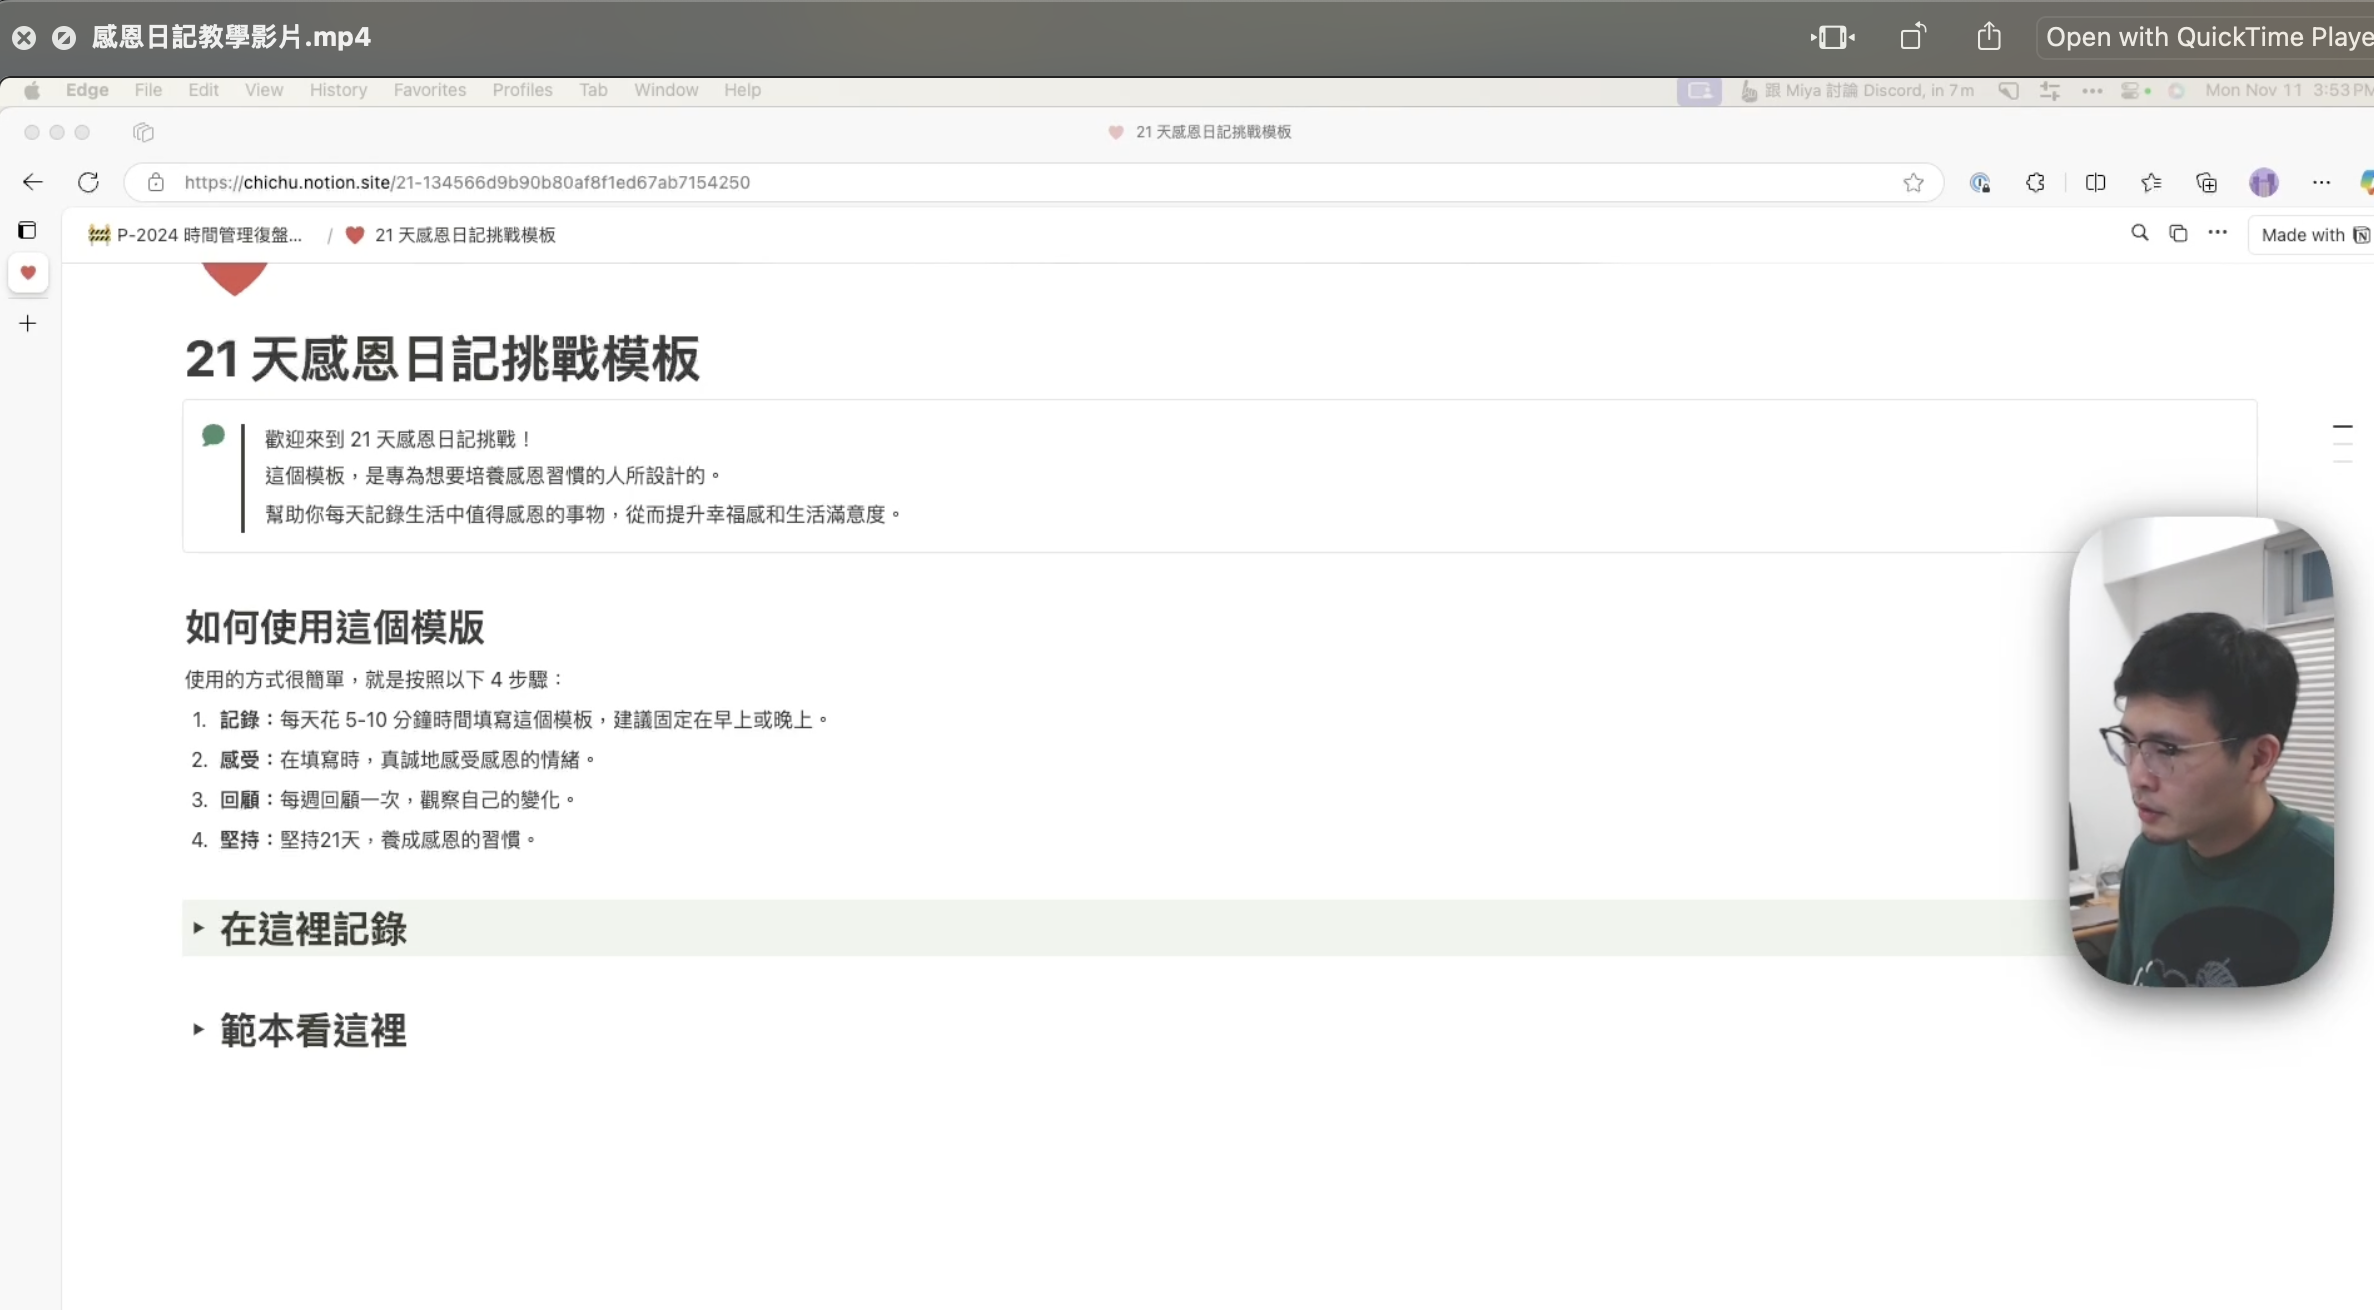 感恩日記教學影片.mp4
Open with QuickTime Playe
Edge File Edit View History Favorites Profiles Tab Window Help
跟 Miya 討論 Discord, in 7m
Mon Nov 11 3:53 PM
21 天感恩日記挑戰模板
https://chichu.notion.site/21-134566d9b90b80af8f1ed67ab7154250
P-2024 時間管理復盤... / 21 天感恩日記挑戰模板
Made with
21 天感恩日記挑戰模板
歡迎來到 21 天感恩日記挑戰！
這個模板，是專為想要培養感恩習慣的人所設計的。
幫助你每天記錄生活中值得感恩的事物，從而提升幸福感和生活滿意度。
如何使用這個模版
使用的方式很簡單，就是按照以下 4 步驟：
1. 記錄：每天花 5-10 分鐘時間填寫這個模板，建議固定在早上或晚上。
2. 感受：在填寫時，真誠地感受感恩的情緒。
3. 回顧：每週回顧一次，觀察自己的變化。
4. 堅持：堅持21天，養成感恩的習慣。
在這裡記錄
範本看這裡